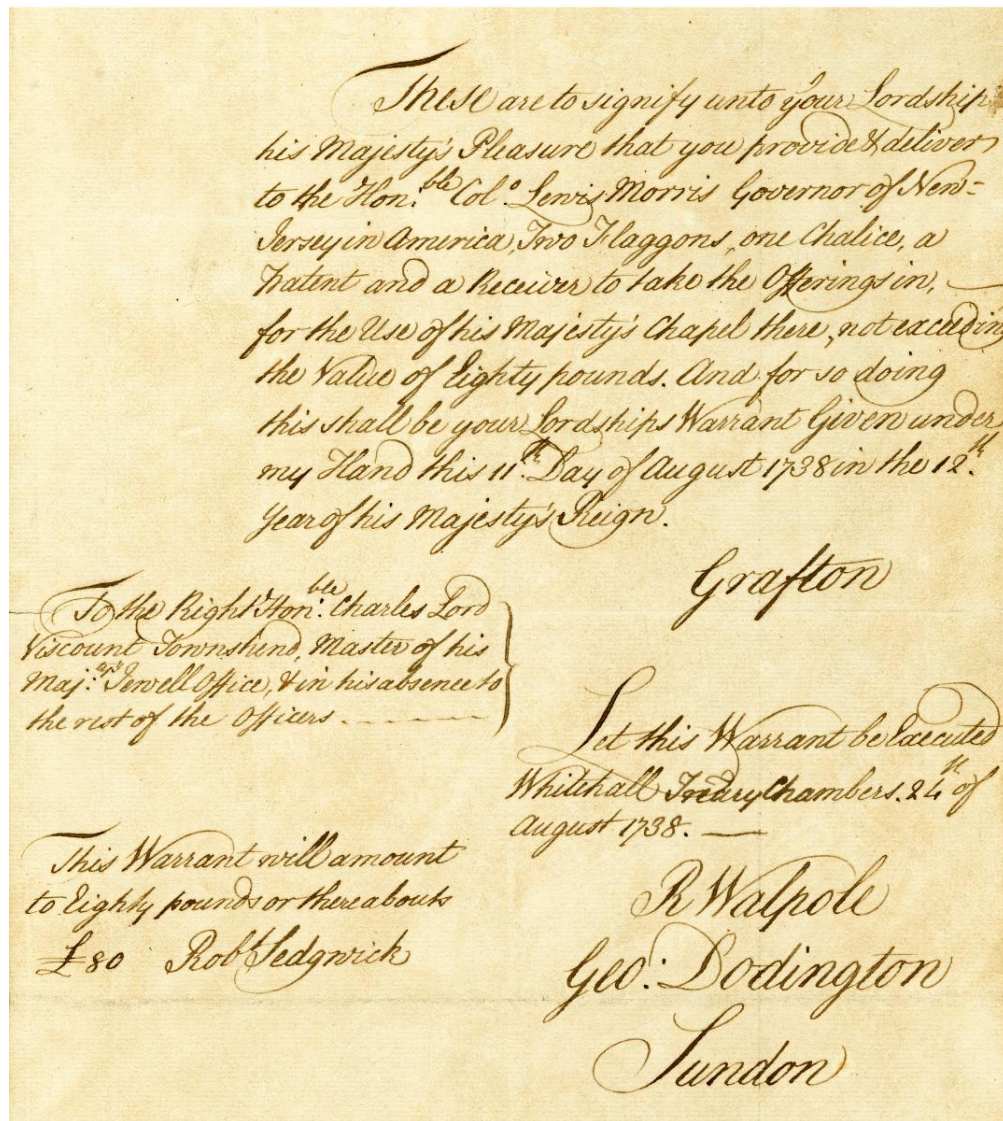 These are to signify unto your Lordship
his Majesty's Pleasure that you provide & deliver
to the Hon.ble Col.o Lewis Morris Governor of New=
Jersey in America, Two Flaggons, one Chalice, a
Patent and a Receiver to take the Offerings in,
for the Use of his Majesty's Chapel there, not exceeding
the Value of Eighty pounds. And for so doing
this shall be your Lordships Warrant Given under
my Hand this 11.th Day of August 1738 in the 12.th
Year of his Majesty's Reign.
Grafton
To the Right Hon.ble Charles Lord
Viscount Townshend, Master of his
Maj.tys Jewell Office, & in his absence to
the rest of the Officers
Let this Warrant be Executed
Whitehall Treary Chambers. 24th of
August 1738.
This Warrant will amount
to Eighty pounds or thereabouts
£80 Robt Sedgwick
R Walpole
Geo: Dodington
Sundon